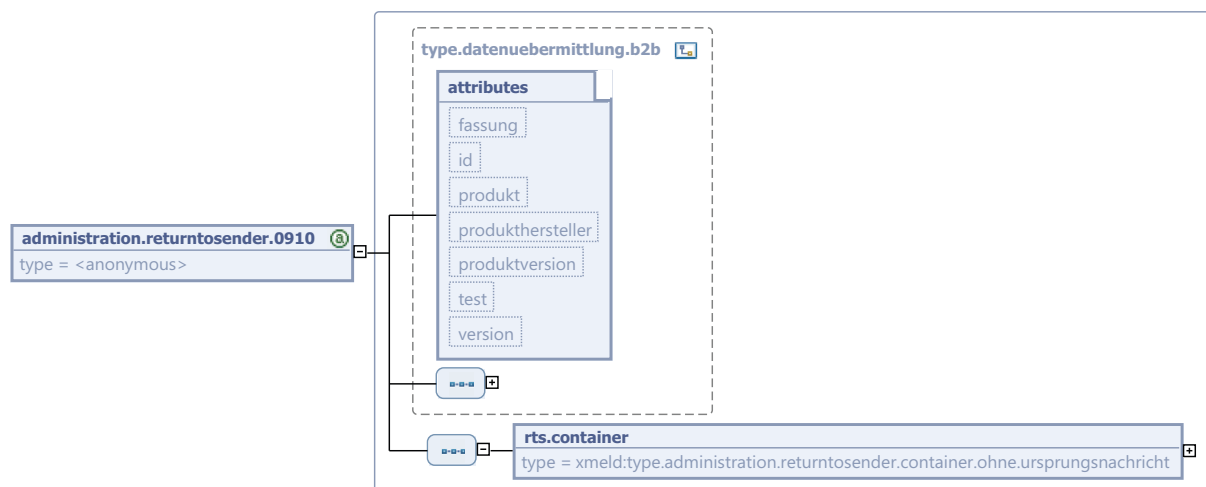 type.datenuebermittlung.b2b
attributes
fassung
id
produkt
produkthersteller
produktversion
test
version
administration.returntosender.0910 @
type = <anonymous>
rts.container
type = xmeld:type.administration.returntosender.container.ohne.ursprungsnachricht